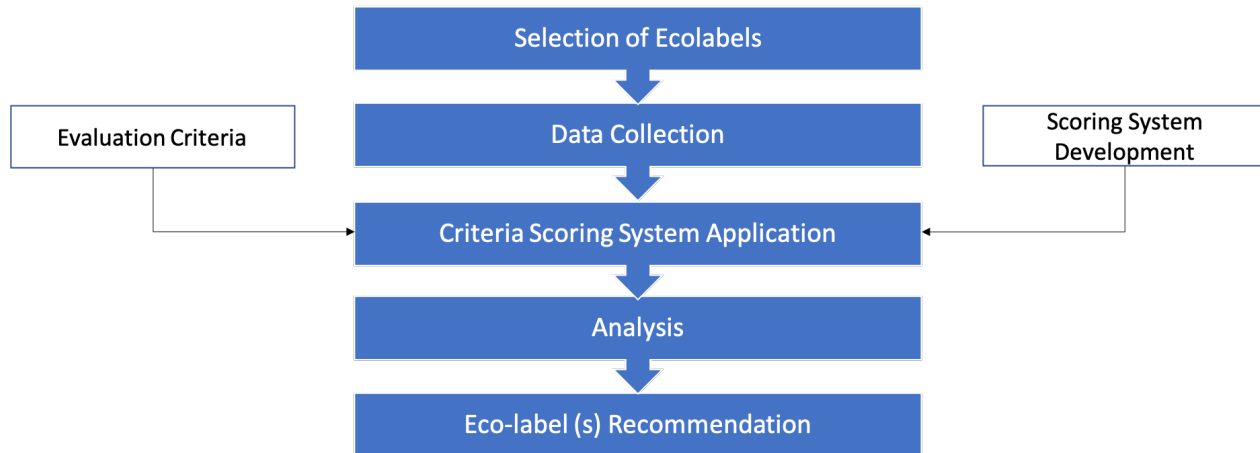 Selection of Ecolabels
Data Collection
Evaluation Criteria
Scoring System
Development
Criteria Scoring System Application
Analysis
Eco-label (s) Recommendation